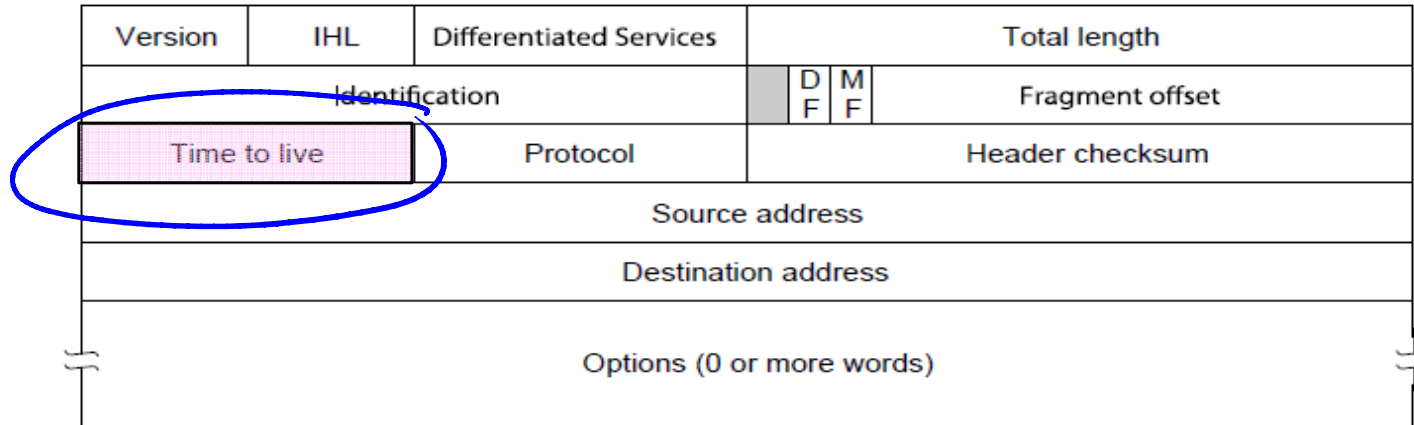 Version IHL Differentiated Services Total length
Identification D M Fragment offset
F F
Time to live Protocol Header checksum
Source address
Destination address
Options (0 or more words)